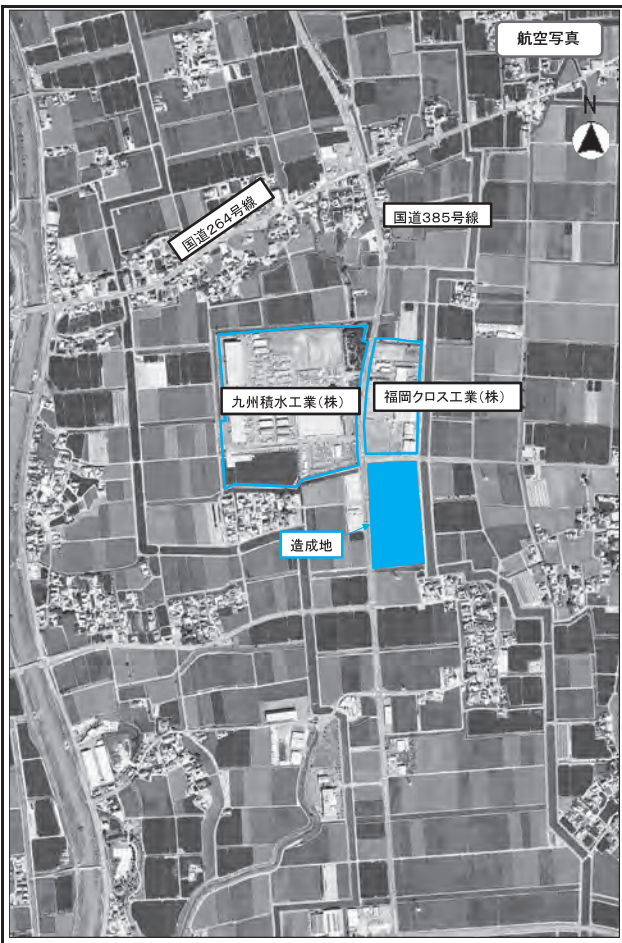 航空写真
N
国道264号線
国道385号線
九州積水工業(株)
福岡クロス工業(株)
造成地